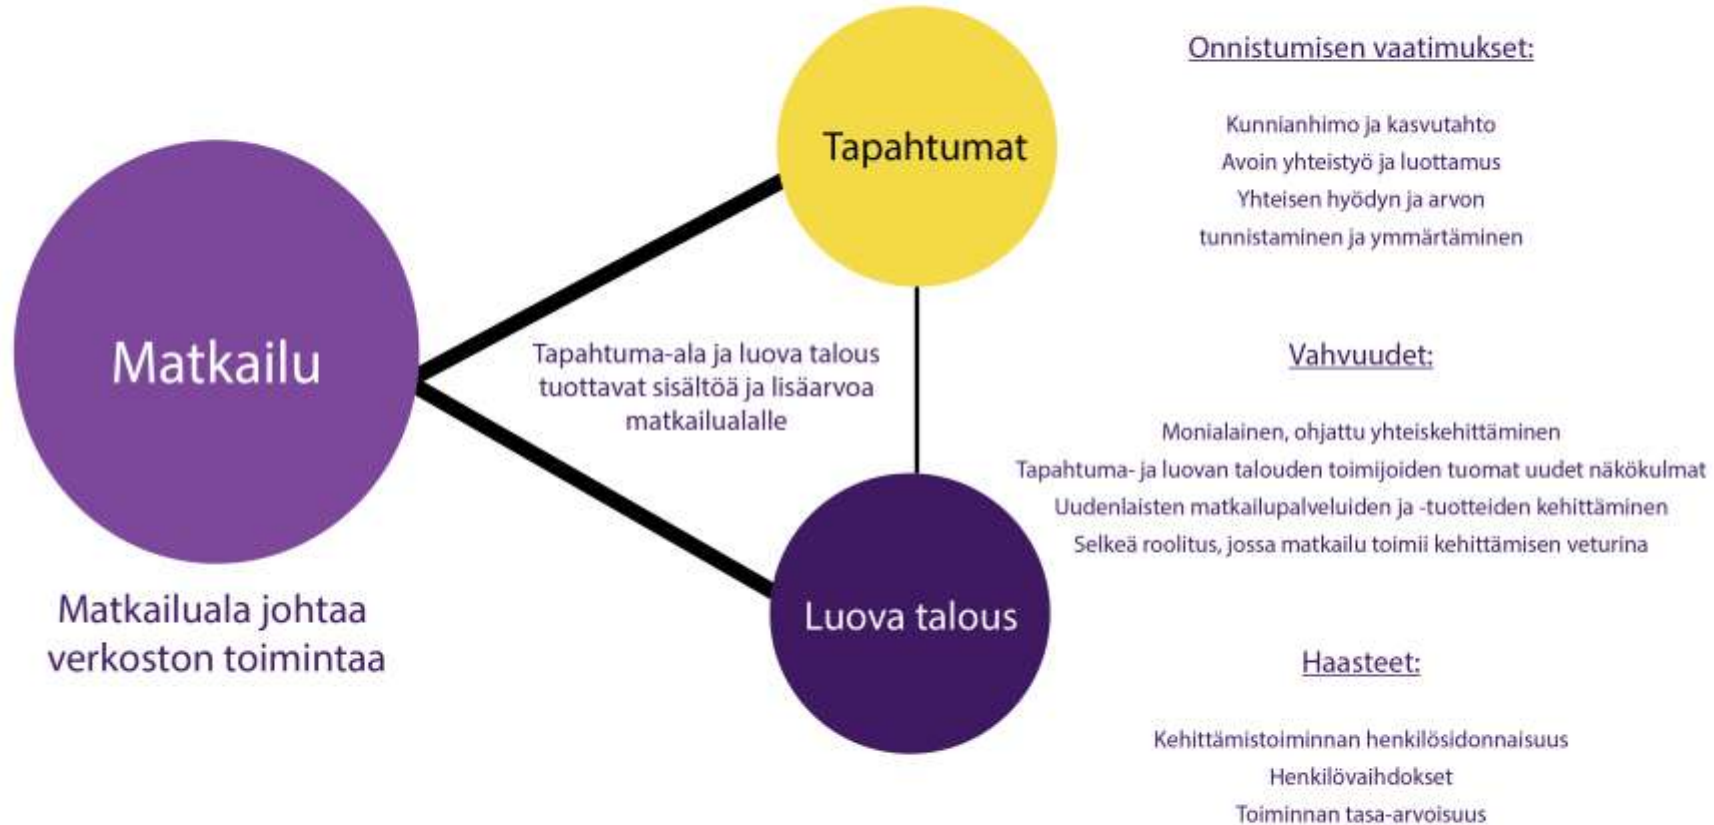 Matkailu
Matkailuala johtaa
verkoston toimintaa
Tapahtumat
Tapahtuma-ala ja luova talous
tuottavat sisältöä ja lisäarvoa
matkailualalle
Luova talous
Onnistumisen vaatimukset:
Kunnianhimo ja kasvutahto
Avoin yhteistyö ja luottamus
Yhteisen hyödyn ja arvon
tunnistaminen ja ymmärtäminen
Vahvuudet:
Monialainen, ohjattu yhteiskehittäminen
Tapahtuma- ja luovan talouden toimijoiden tuomat uudet näkökulmat
Uudenlaisten matkailupalveluiden ja -tuotteiden kehittäminen
Selkeä roolitus, jossa matkailu toimii kehittämisen veturina
Haasteet:
Kehittämistoiminnan henkilösidonnaisuus
Henkilövaihdokset
Toiminnan tasa-arvoisuus